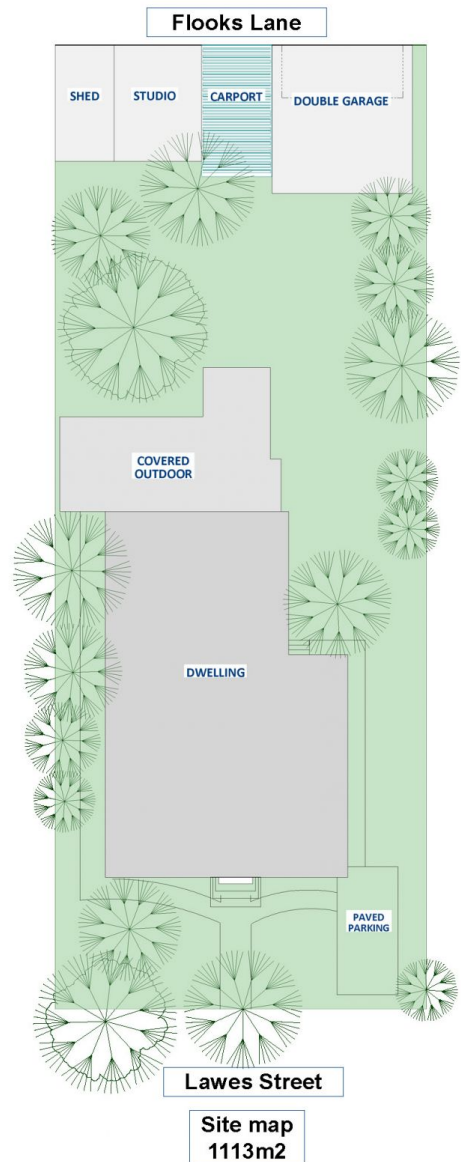 Flooks Lane
SHED
STUDIO
CARPORT
DOUBLE GARAGE
COVERED
OUTDOOR
DWELLING
PAVED
PARKING
Lawes Street
Site map
1113m2